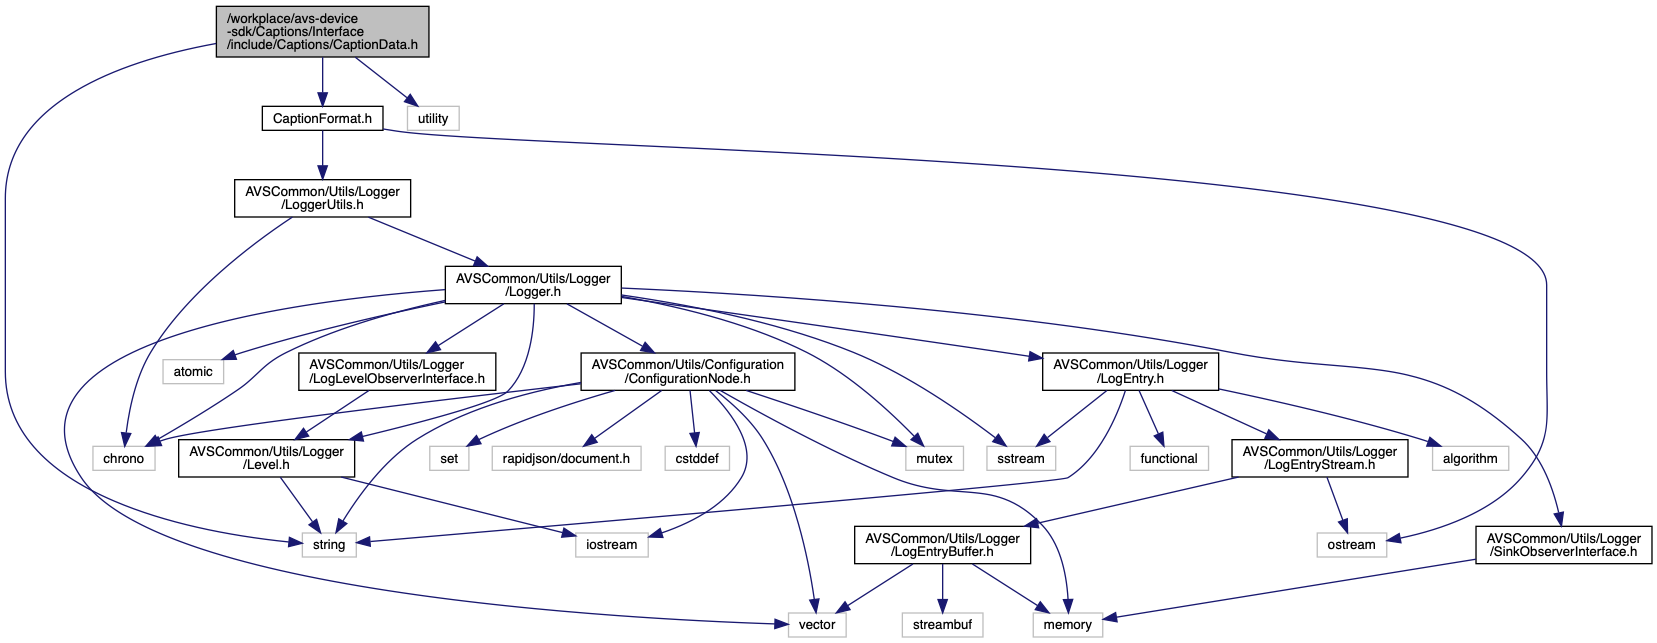 /workplace/avs-device
-sdk/Captions/Interface
/include/Captions/CaptionData.h
CaptionFormat.h
utility
AVSCommon/Utils/Logger
/LoggerUtils.h
AVSCommon/Utils/Logger
/Logger.h
atomic
AVSCommon/Utils/Logger
/LogLevelObserverInterface.h
AVSCommon/Utils/Configuration
/ConfigurationNode.h
AVSCommon/Utils/Logger
/LogEntry.h
chrono
AVSCommon/Utils/Logger
/Level.h
set
rapidjson/document.h
cstddef
mutex
sstream
functional
AVSCommon/Utils/Logger
/LogEntryStream.h
algorithm
string
iostream
AVSCommon/Utils/Logger
/LogEntryBuffer.h
ostream
AVSCommon/Utils/Logger
/SinkObserverInterface.h
vector
streambuf
memory